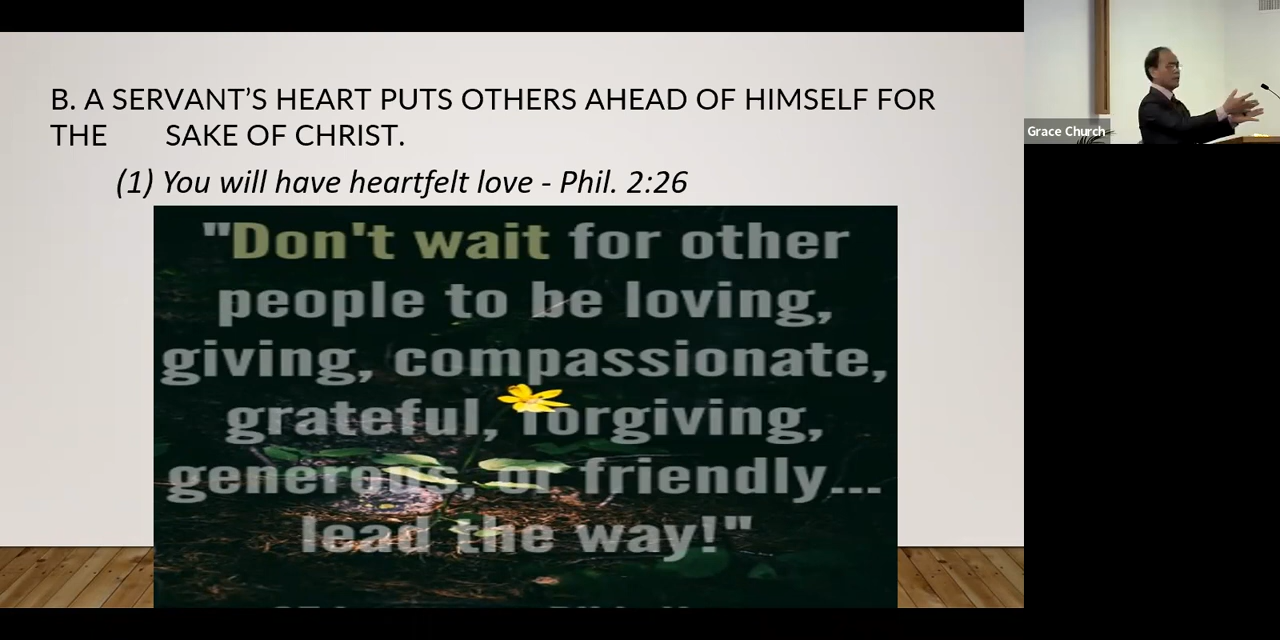 B. A SERVANT'S HEART PUTS OTHERS AHEAD OF HIMSELF FOR
THE SAKE OF CHRIST.
(1) You will have heartfelt love - Phil. 2:26
"Don't wait for other
people to be loving,
giving, compassionate,
grateful, forgiving,
generous, or friendly...
lead the way!"
Grace Church